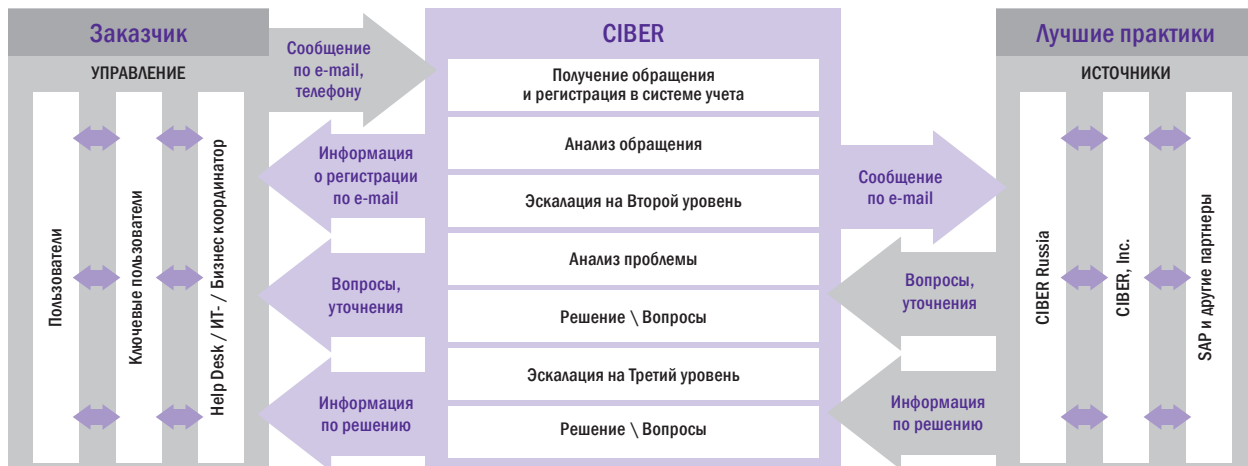 Заказчик
УПРАВЛЕНИЕ
Пользователи
Ключевые пользователи
Help Desk / ИТ- / Бизнес координатор
Сообщение
по e-mail,
телефону
Информация
о регистрации
по e-mail
Вопросы,
уточнения
Информация
по решению
CIBER
Получение обращения
и регистрация в системе учета
Анализ обращения
Эскалация на Второй уровень
Анализ проблемы
Решение \ Вопросы
Эскалация на Третий уровень
Решение \ Вопросы
Сообщение
по e-mail
Вопросы,
уточнения
Информация
по решению
Лучшие практики
ИСТОЧНИКИ
CIBER Russia
CIBER, Inc.
SAP и другие партнеры